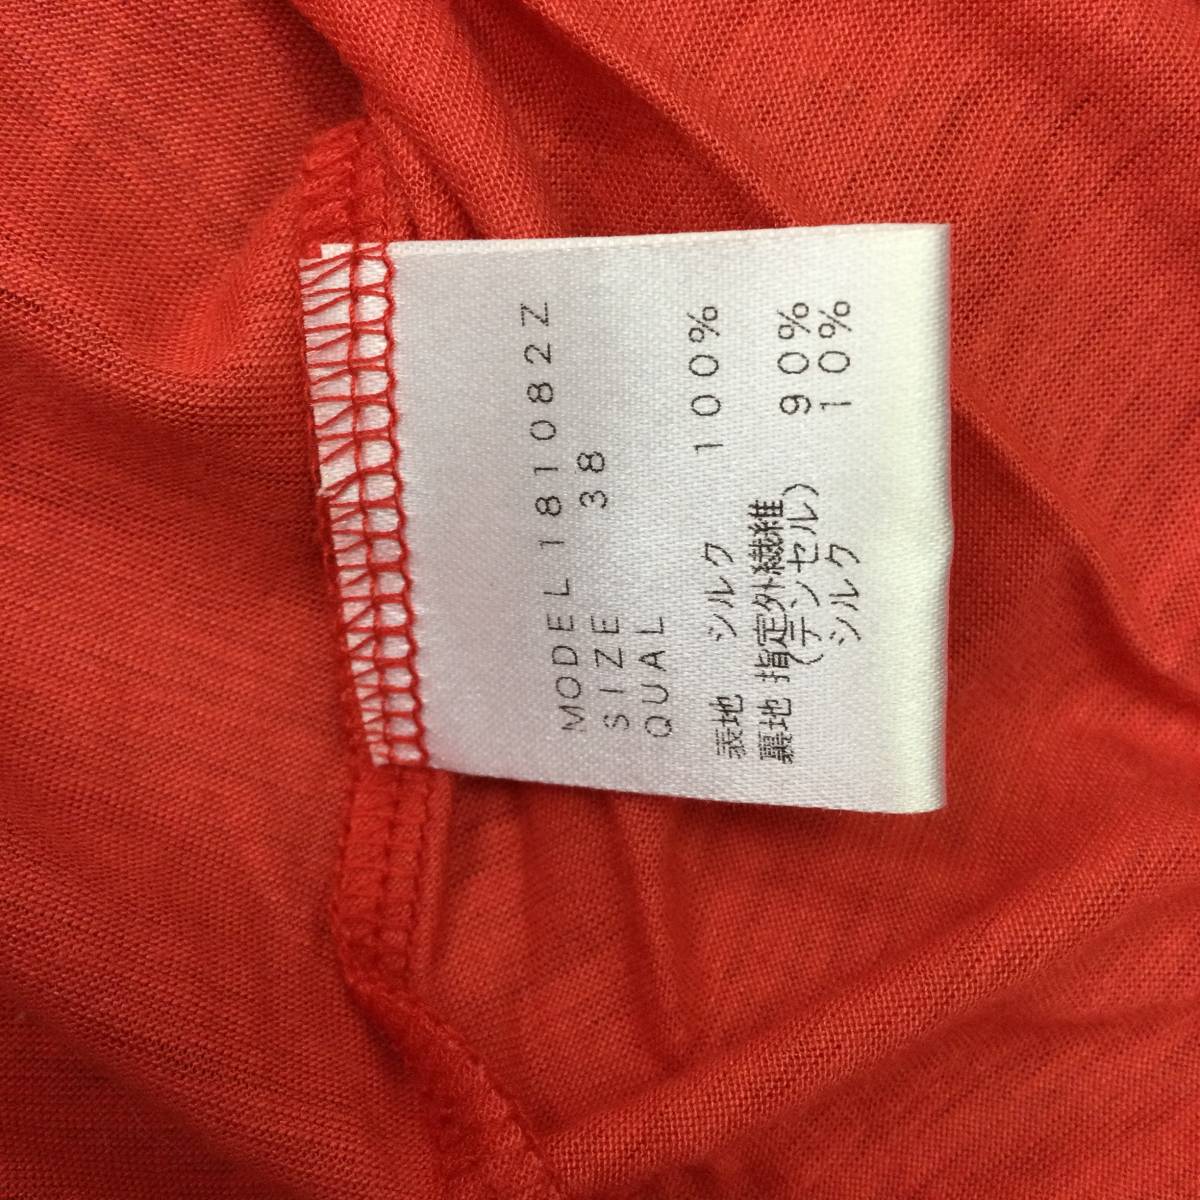 MODEL 181082Z
SIZE 38
QUAL
表地 シルク 100%
裏地 指定外繊維 90%
(テンセル)
シルク 10%